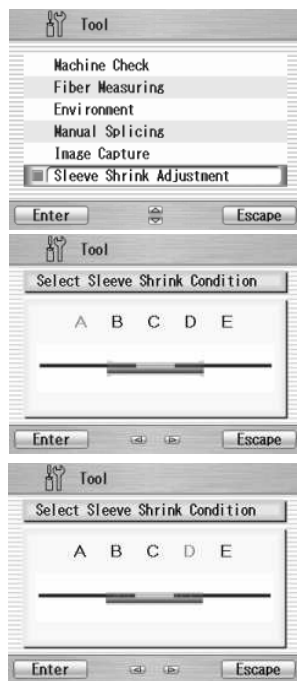 Tool
Machine Check
Fiber Measuring
Environment
Manual Splicing
Image Capture
Sleeve Shrink Adjustment
Enter Escape
Tool
Select Sleeve Shrink Condition
A B C D E
Enter Escape
Tool
Select Sleeve Shrink Condition
A B C D E
Enter Escape